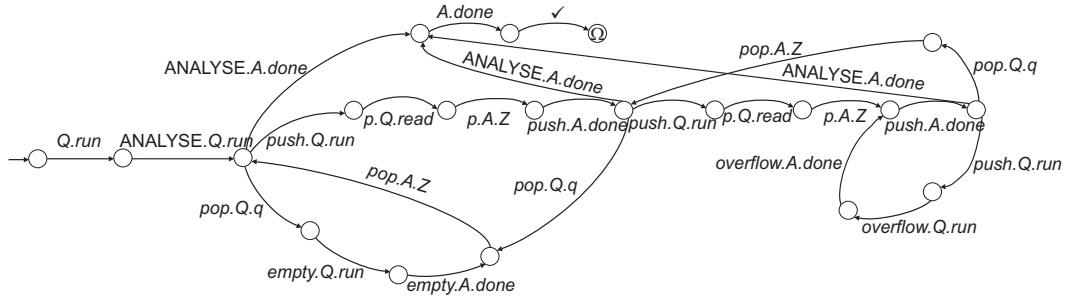 A.done
✓
Ω
pop.A.Z
pop.Q.q
ANALYSE.A.done
ANALYSE.A.done
ANALYSE.A.done
p.Q.read
p.A.Z
push.A.done
push.Q.run
p.Q.read
p.A.Z
push.A.done
Q.run
ANALYSE.Q.run
push.Q.run
overflow.A.done
push.Q.run
pop.A.Z
pop.Q.q
pop.Q.q
overflow.Q.run
empty.Q.run
empty.A.done